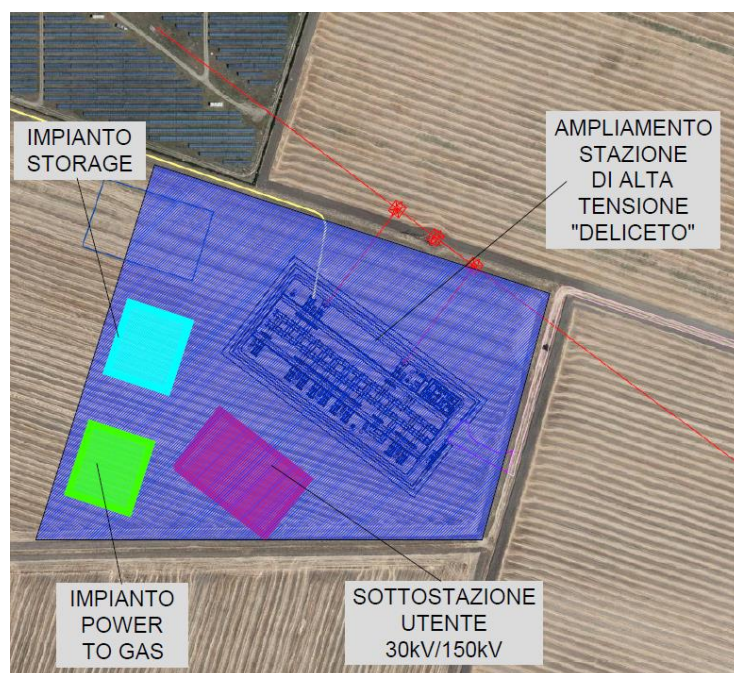 IMPIANTO
STORAGE
AMPLIAMENTO
STAZIONE
DI ALTA
TENSIONE
"DELICETO"
IMPIANTO
POWER
TO GAS
SOTTOSTAZIONE
UTENTE
30kV/150kV